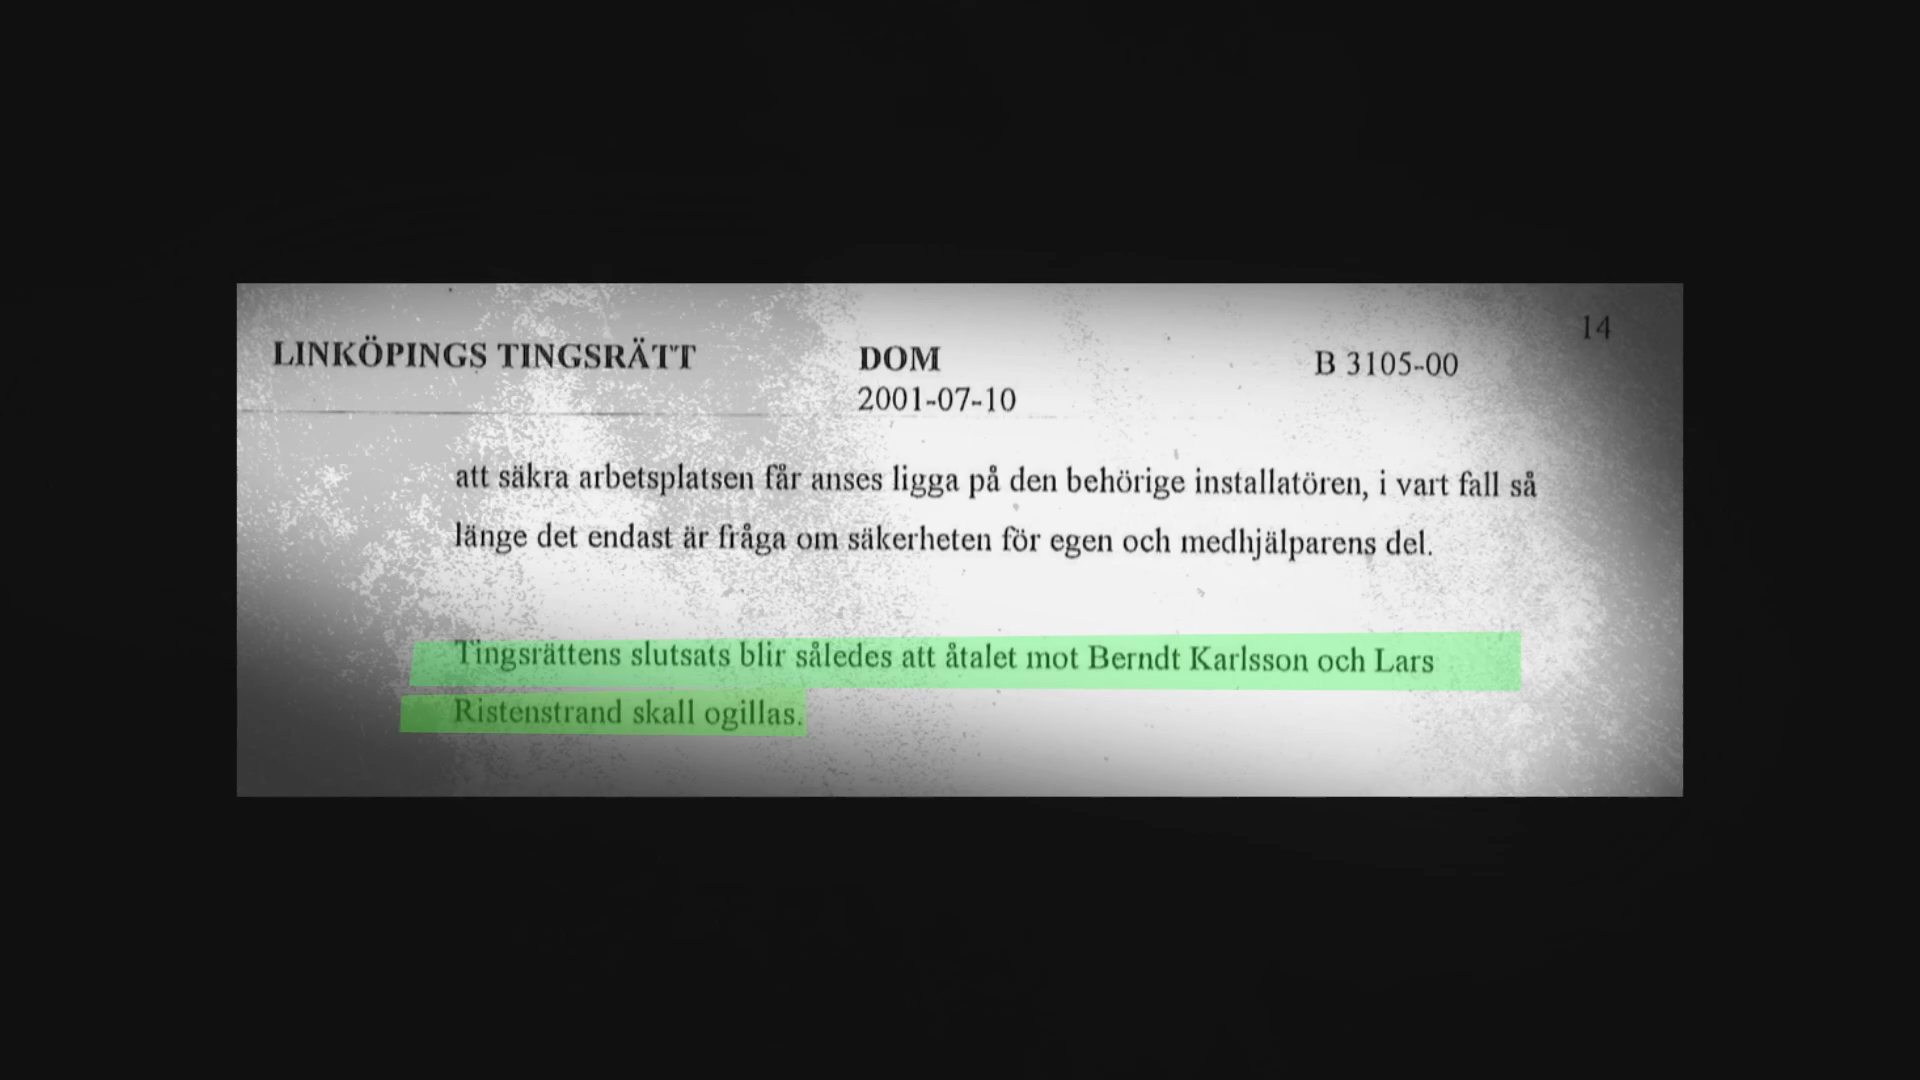 14
LINKÖPINGS TINGSRÄTT DOM B 3105-00
2001-07-10
att säkra arbetsplatsen får anses ligga på den behörige installatören, i vart fall så
länge det endast är fråga om säkerheten för egen och medhjälparens del.
Tingsrättens slutsats blir således att åtalet mot Berndt Karlsson och Lars
Ristenstrand skall ogillas.